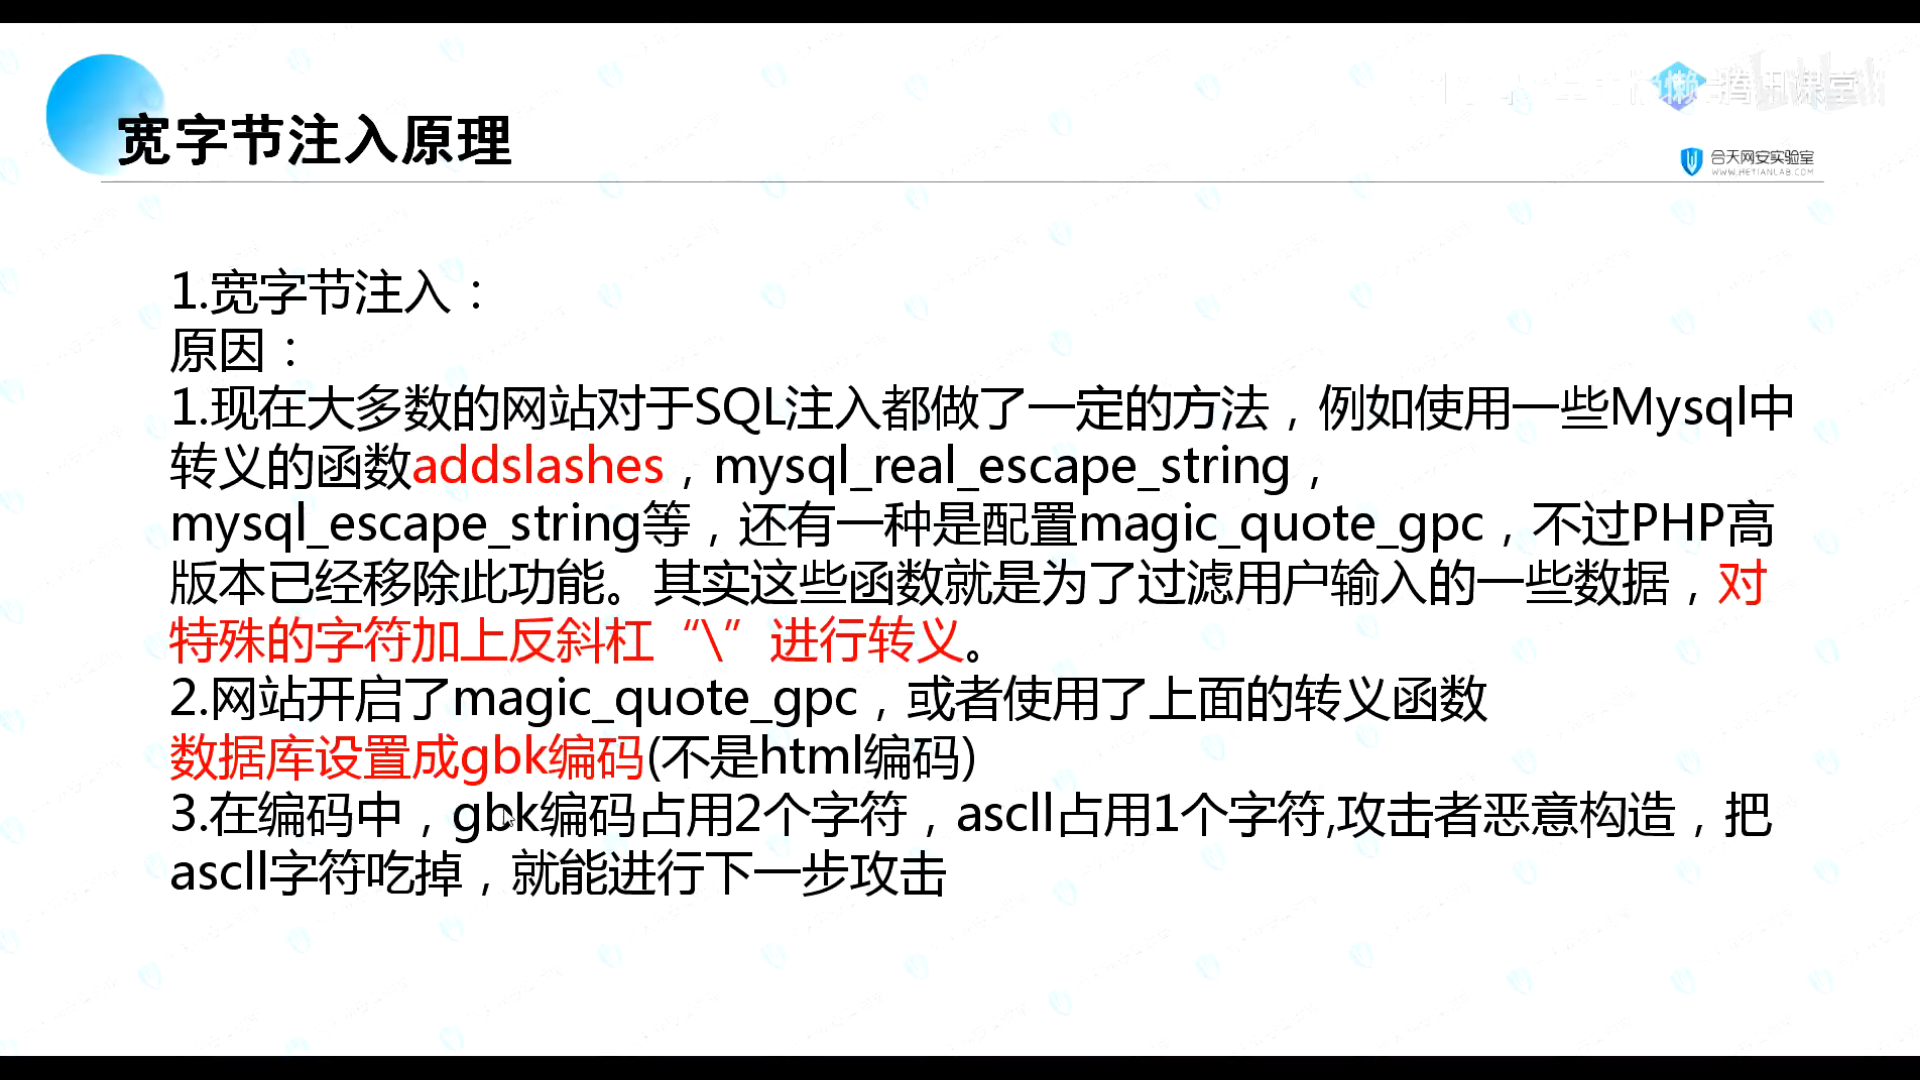 腾讯课堂
宽字节注入原理
合天网安实验室
WWW.HETIANLAB.COM
1.宽字节注入：
原因：
1.现在大多数的网站对于SQL注入都做了一定的方法，例如使用一些Mysql中
转义的函数addslashes，mysql_real_escape_string，
mysql_escape_string等，还有一种是配置magic_quote_gpc，不过PHP高
版本已经移除此功能。其实这些函数就是为了过滤用户输入的一些数据，对
特殊的字符加上反斜杠“\”进行转义。
2.网站开启了magic_quote_gpc，或者使用了上面的转义函数
数据库设置成gbk编码(不是html编码)
3.在编码中，gbk编码占用2个字符，ascll占用1个字符,攻击者恶意构造，把
ascll字符吃掉，就能进行下一步攻击